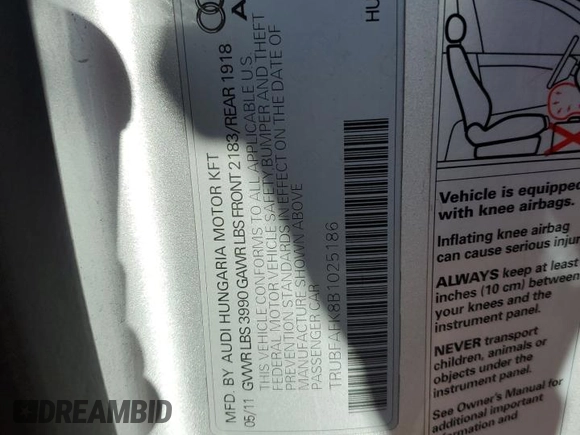 MFD. BY AUDI HUNGARIA MOTOR KFT
05/11 GVWR LBS 3990 GAWR LBS FRONT 2183/REAR 1918
THIS VEHICLE CONFORMS TO ALL APPLICABLE U.S.
FEDERAL MOTOR VEHICLE SAFETY BUMPER AND THEFT
PREVENTION STANDARDS IN EFFECT ON THE DATE OF
MANUFACTURE SHOWN ABOVE
PASSENGER CAR
HU
Vehicle is equipped
with knee airbags.
Inflating knee airbag
can cause serious injur
ALWAYS keep at least
inches (10 cm) between
your knees and the
instrument panel.
NEVER transport
children, animals or
objects under the
instrument panel.
See Owner's Manual for
additional important
information
DREAMBID